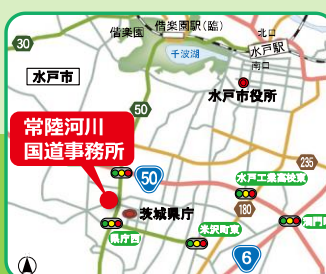 偕楽園
偕楽園駅(臨)
北口
水戸駅
南口
千波湖
30
水戸市
50
水戸市役所
常陸河川
国道事務所
50
235
水戸工業高校東
茨城県庁
180
県庁西
米沢町東
6